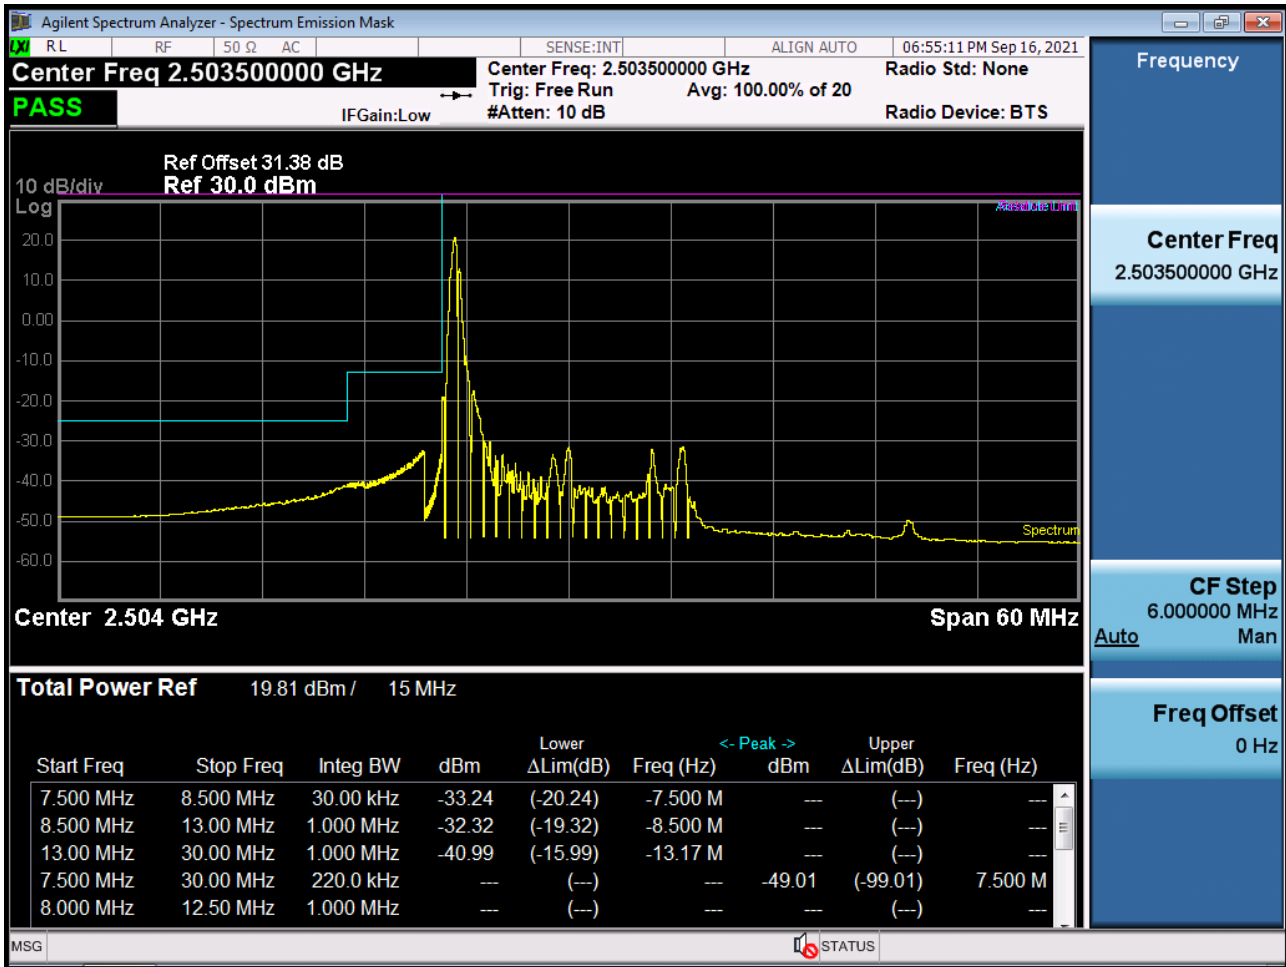 Agilent Spectrum Analyzer - Spectrum Emission Mask
LXI RL RF 50 Ω AC SENSE:INT ALIGN AUTO 06:55:11 PM Sep 16, 2021
Center Freq 2.503500000 GHz
PASS
IFGain:Low
Center Freq: 2.503500000 GHz
Trig: Free Run Avg: 100.00% of 20
#Atten: 10 dB
Radio Std: None
Radio Device: BTS
Ref Offset 31.38 dB
10 dB/div Ref 30.0 dBm
Log
Absolute Limit
20.0
10.0
0.00
-10.0
-20.0
-30.0
-40.0
-50.0
-60.0
Spectrum
Center 2.504 GHz Span 60 MHz
Total Power Ref 19.81 dBm / 15 MHz
Lower <- Peak -> Upper
Start Freq Stop Freq Integ BW dBm ΔLim(dB) Freq (Hz) dBm ΔLim(dB) Freq (Hz)
7.500 MHz 8.500 MHz 30.00 kHz -33.24 (-20.24) -7.500 M --- (---) ---
8.500 MHz 13.00 MHz 1.000 MHz -32.32 (-19.32) -8.500 M --- (---) ---
13.00 MHz 30.00 MHz 1.000 MHz -40.99 (-15.99) -13.17 M --- (---) ---
7.500 MHz 30.00 MHz 220.0 kHz --- (---) --- -49.01 (-99.01) 7.500 M
8.000 MHz 12.50 MHz 1.000 MHz --- (---) --- --- (---) ---
MSG STATUS
Frequency
Center Freq
2.503500000 GHz
CF Step
6.000000 MHz
Auto Man
Freq Offset
0 Hz